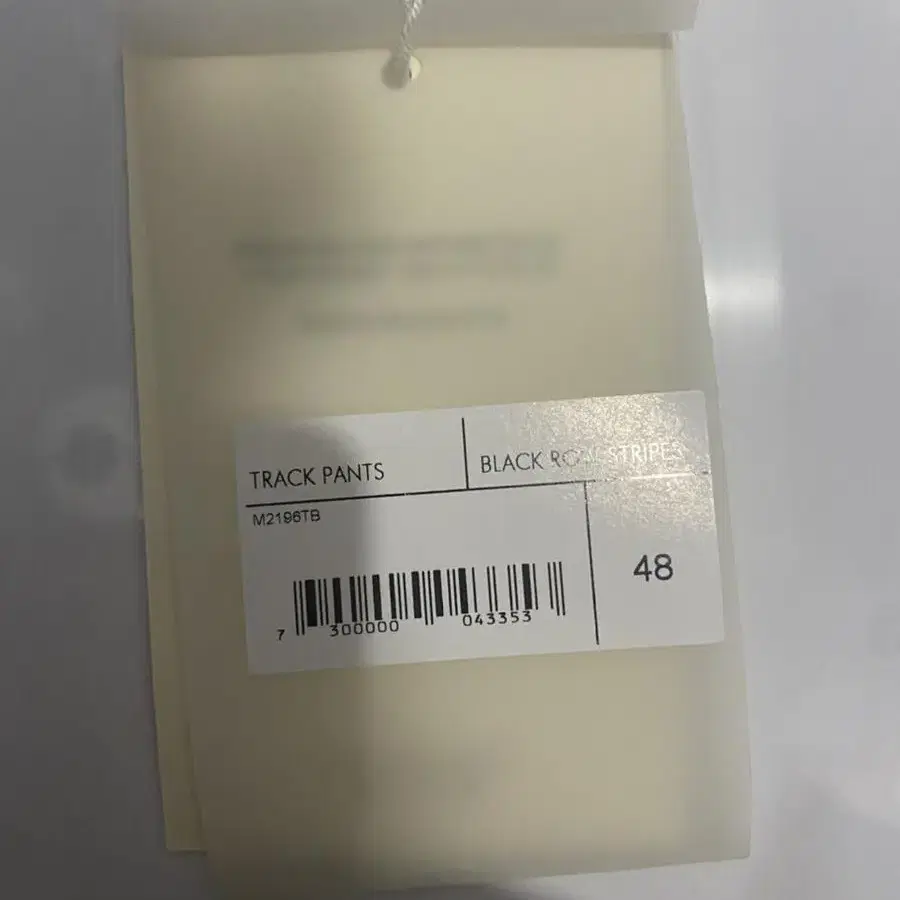 TRACK PANTS
BLACK STRIPES
M2196TB
48
7 300000 043353